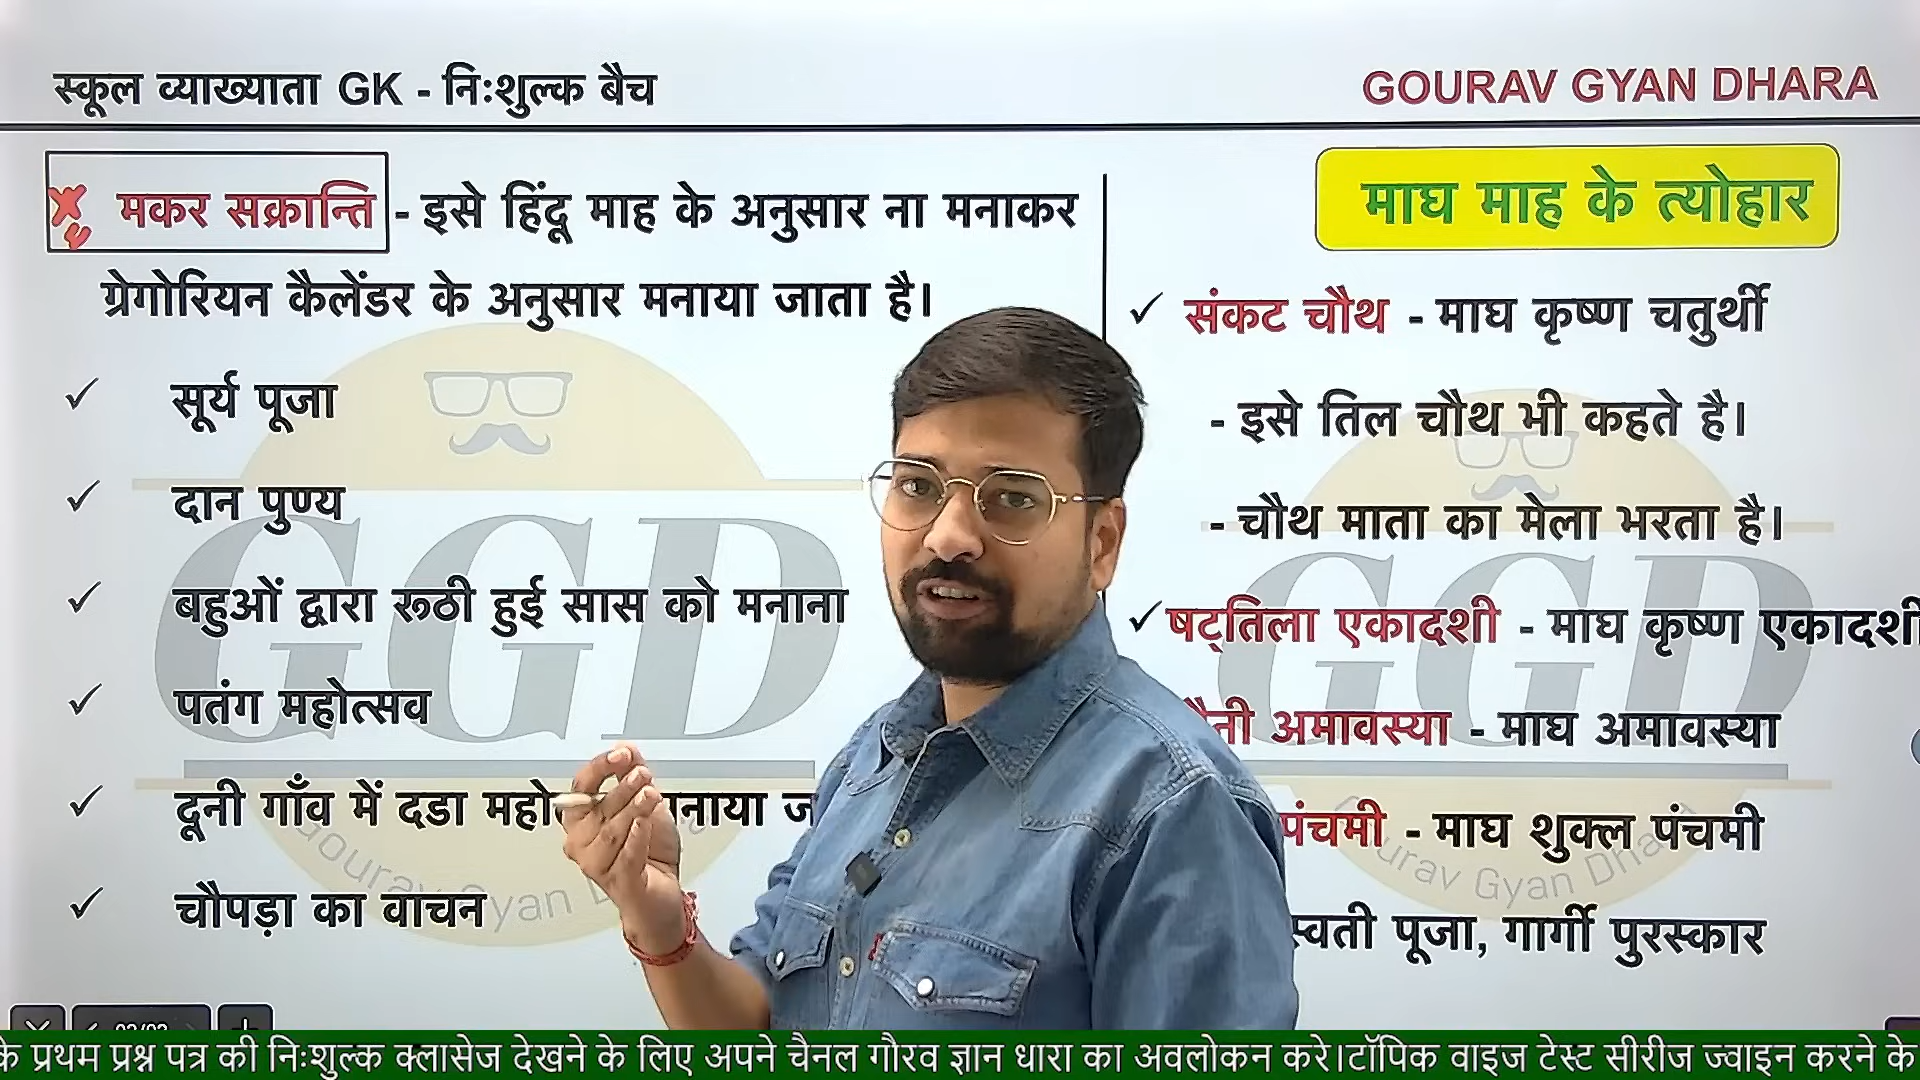 स्कूल व्याख्याता GK - निःशुल्क बैच
GOURAV GYAN DHARA
मकर सक्रान्ति - इसे हिंदू माह के अनुसार ना मनाकर
ग्रेगोरियन कैलेंडर के अनुसार मनाया जाता है।
✓ सूर्य पूजा
✓ दान पुण्य
✓ बहुओं द्वारा रूठी हुई सास को मनाना
✓ पतंग महोत्सव
✓ दूनी गाँव में दडा
✓ चौपड़ा का वाचन
माघ माह के त्योहार
✓ संकट चौथ - माघ कृष्ण चतुर्थी
- इसे तिल चौथ भी कहते है।
- चौथ माता का मेला भरता है।
✓ षट्तिला एकादशी - माघ कृष्ण एकादशी
अमावस्या - माघ अमावस्या
पंचमी - माघ शुक्ल पंचमी
पूजा, गार्गी पुरस्कार
GGD
GGD
के प्रथम प्रश्न पत्र की निःशुल्क क्लासेज देखने के लिए अपने चैनल गौरव ज्ञान धारा का अवलोकन करे।टॉपिक वाइज टेस्ट सीरीज ज्वाइन करने के